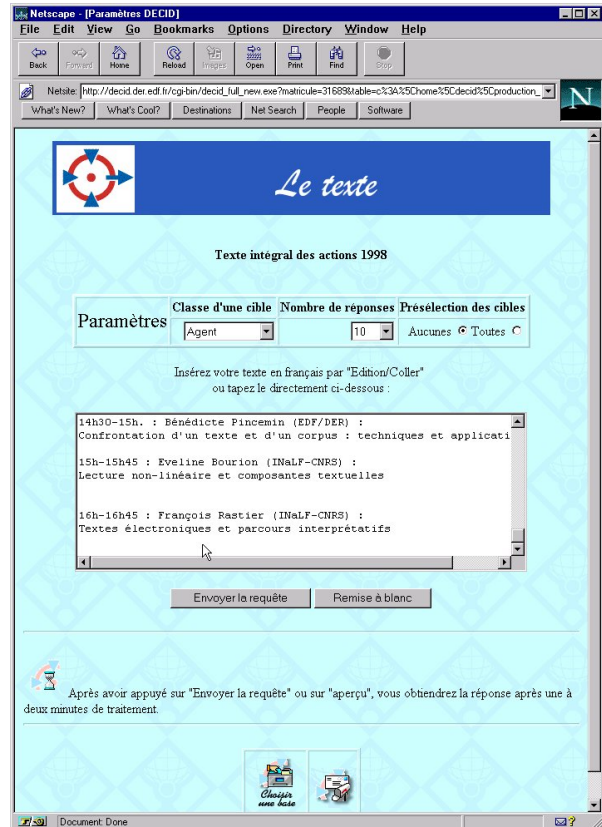 Netscape - [Paramètres DECID]
File Edit View Go Bookmarks Options Directory Window Help
Back Forward Home Reload Images Open Print Find Stop
Netsite: http://decid.der.edf.fr/cgi-bin/decid_full_new.exe?matricule=31689&table=c%3A%5Chome%5Cdecid%5Cproduction_
What's New? What's Cool? Destinations Net Search People Software
N
Le texte
Texte intégral des actions 1998
Paramètres
Classe d'une cible Nombre de réponses Présélection des cibles
Agent 10 Aucunes Toutes
Insérez votre texte en français par "Edition/Coller"
ou tapez le directement ci-dessous :
14h30-15h. : Bénédicte Pincemin (EDF/DER) :
Confrontation d'un texte et d'un corpus : techniques et applicati
15h-15h45 : Eveline Bourion (INaLF-CNRS) :
Lecture non-linéaire et composantes textuelles
16h-16h45 : François Rastier (INaLF-CNRS) :
Textes électroniques et parcours interprétatifs
Envoyer la requête Remise à blanc
Après avoir appuyé sur "Envoyer la requête" ou sur "aperçu", vous obtiendrez la réponse après une à
deux minutes de traitement.
Choisir
une base
Document: Done